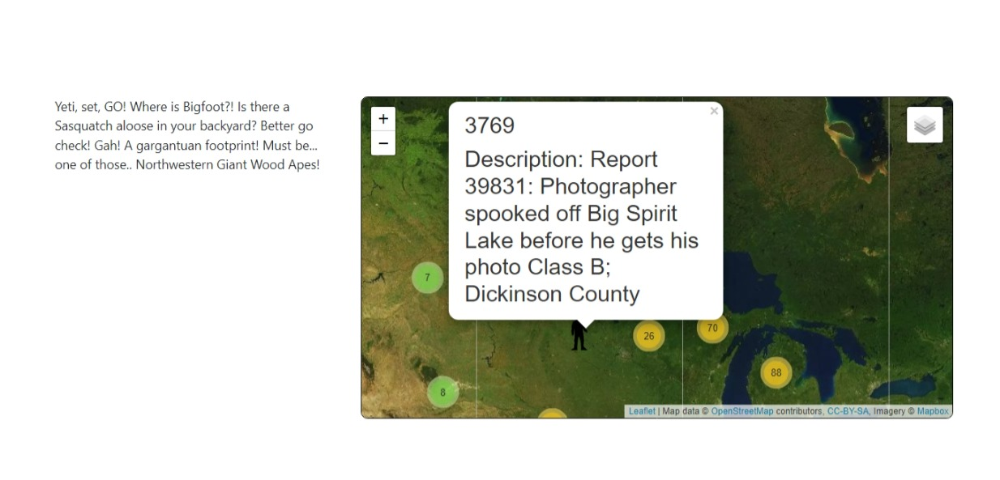 Yeti, set, GO! Where is Bigfoot?! Is there a
Sasquatch aloose in your backyard? Better go
check! Gah! A gargantuan footprint! Must be...
one of those.. Northwestern Giant Wood Apes!
+
−
×
3769
Description: Report
39831: Photographer
spooked off Big Spirit
Lake before he gets his
photo Class B;
Dickinson County
7
26
70
88
8
Leaflet | Map data © OpenStreetMap contributors, CC-BY-SA, Imagery © Mapbox